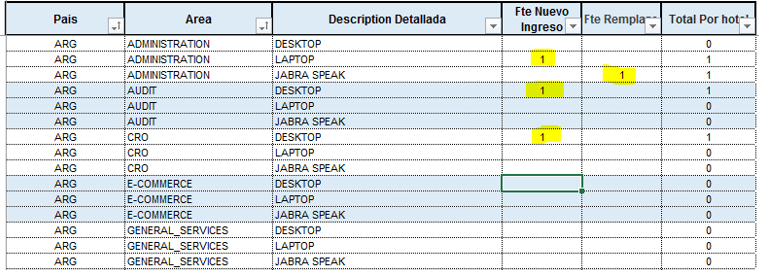 Pais Area Description Detallada Fte Nuevo Ingreso Fte Remplazo Total Por hotel
ARG ADMINISTRATION DESKTOP 0
ARG ADMINISTRATION LAPTOP 1 1
ARG ADMINISTRATION JABRA SPEAK 1 1
ARG AUDIT DESKTOP 1 1
ARG AUDIT LAPTOP 0
ARG AUDIT JABRA SPEAK 0
ARG CRO DESKTOP 1 1
ARG CRO LAPTOP 0
ARG CRO JABRA SPEAK 0
ARG E-COMMERCE DESKTOP 0
ARG E-COMMERCE LAPTOP 0
ARG E-COMMERCE JABRA SPEAK 0
ARG GENERAL_SERVICES DESKTOP 0
ARG GENERAL_SERVICES LAPTOP 0
ARG GENERAL_SERVICES JABRA SPEAK 0